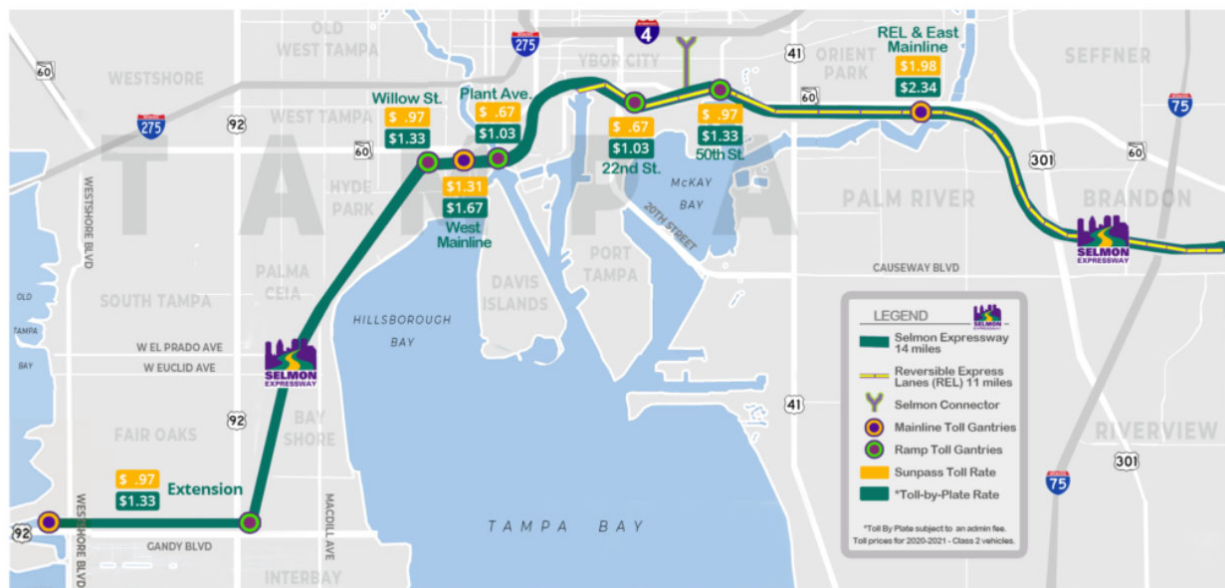 OLD
WEST TAMPA
275
4
YBOR CITY
41
ORIENT
PARK
REL & East
Mainline
$1.98
$2.34
SEFFNER
60
WESTSHORE
275
92
WEST TAMPA
60
Willow St.
$ .97
$1.33
Plant Ave.
$ .67
$1.03
$ .67
$1.03
22nd St.
$ .97
$1.33
50th St.
60
75
TAMPA
HYDE
PARK
$1.31
$1.67
West
Mainline
McKAY
BAY
20TH STREET
PALM RIVER
301
60
BRANDON
WESTSHORE BLVD
PALMA
CEIA
SOUTH TAMPA
DAVIS
ISLANDS
PORT
TAMPA
CAUSEWAY BLVD
SELMON
EXPRESSWAY
OLD
TAMPA
BAY
HILLSBOROUGH
BAY
W EL PRADO AVE
W EUCLID AVE
SELMON
EXPRESSWAY
92
FAIR OAKS
BAY
SHORE
41
RIVERVIEW
301
75
$ .97
$1.33
Extension
92
WESTSHORE BLVD
GANDY BLVD
MACDILL AVE
INTERBAY
TAMPA BAY
LEGEND
SELMON
EXPRESSWAY
Selmon Expressway
14 miles
Reversible Express
Lanes (REL) 11 miles
Selmon Connector
Mainline Toll Gantries
Ramp Toll Gantries
Sunpass Toll Rate
*Toll-by-Plate Rate
*Toll By Plate subject to an admin fee.
Toll prices for 2020-2021 - Class 2 vehicles.